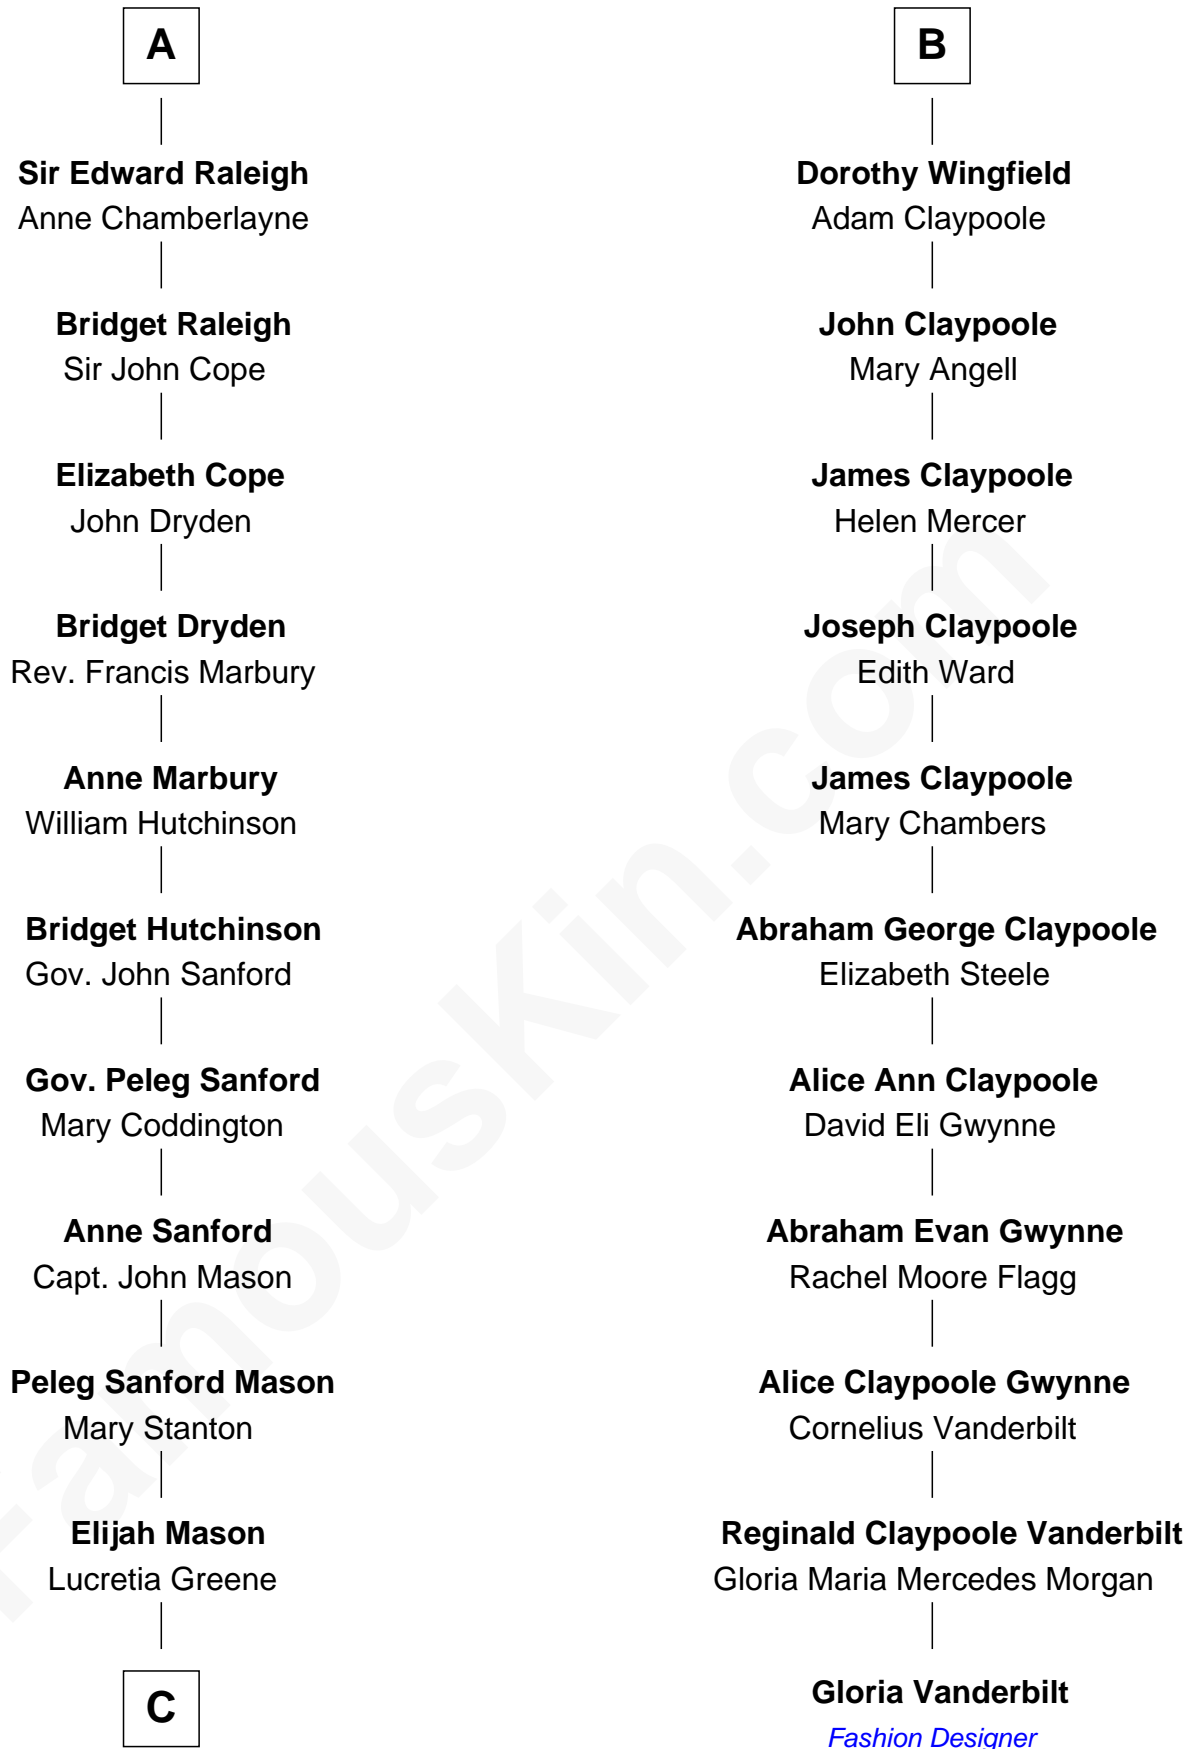 A
Sir Edward Raleigh
Anne Chamberlayne
Bridget Raleigh
Sir John Cope
Elizabeth Cope
John Dryden
Bridget Dryden
Rev. Francis Marbury
Anne Marbury
William Hutchinson
Bridget Hutchinson
Gov. John Sanford
Gov. Peleg Sanford
Mary Coddington
Anne Sanford
Capt. John Mason
Peleg Sanford Mason
Mary Stanton
Elijah Mason
Lucretia Greene
C
B
Dorothy Wingfield
Adam Claypoole
John Claypoole
Mary Angell
James Claypoole
Helen Mercer
Joseph Claypoole
Edith Ward
James Claypoole
Mary Chambers
Abraham George Claypoole
Elizabeth Steele
Alice Ann Claypoole
David Eli Gwynne
Abraham Evan Gwynne
Rachel Moore Flagg
Alice Claypoole Gwynne
Cornelius Vanderbilt
Reginald Claypoole Vanderbilt
Gloria Maria Mercedes Morgan
Gloria Vanderbilt
Fashion Designer
FamousKin.com